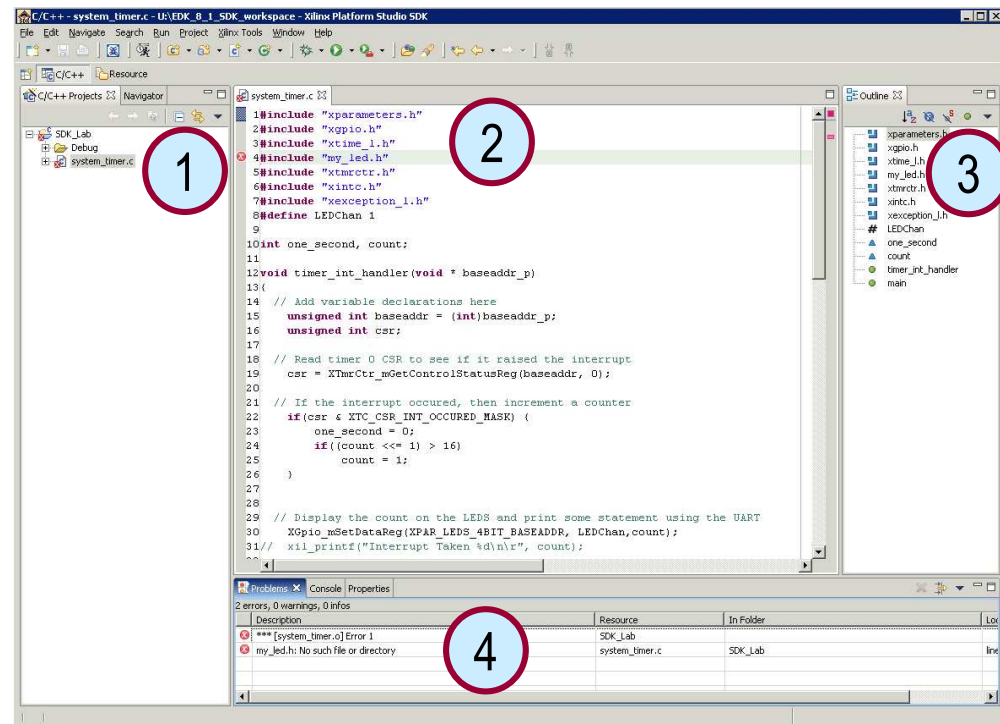 C/C++ - system_timer.c - U:\EDK_8_1_SDK_workspace - Xilinx Platform Studio SDK
File Edit Navigate Search Run Project Xilinx Tools Window Help
C/C++ Resource
C/C++ Projects Navigator
SDK_Lab
Debug
system_timer.c
1
system_timer.c
1#include "xparameters.h"
2#include "xgpio.h"
3#include "xtime_l.h"
4#include "my_led.h"
5#include "xtmrctr.h"
6#include "xintc.h"
7#include "xexception_l.h"
8#define LEDChan 1
9
10int one_second, count;
11
12void timer_int_handler(void * baseaddr_p)
13{
14 // Add variable declarations here
15 unsigned int baseaddr = (int)baseaddr_p;
16 unsigned int csr;
17
18 // Read timer 0 CSR to see if it raised the interrupt
19 csr = XTmrCtr_mGetControlStatusReg(baseaddr, 0);
20
21 // If the interrupt occured, then increment a counter
22 if(csr & XTC_CSR_INT_OCCURED_MASK) {
23 one_second = 0;
24 if((count <<= 1) > 16)
25 count = 1;
26 }
27
28
29 // Display the count on the LEDS and print some statement using the UART
30 XGpio_mSetDataReg(XPAR_LEDS_4BIT_BASEADDR, LEDChan,count);
31// xil_printf("Interrupt Taken %d\n\r", count);
2
Outline
xparameters.h
xgpio.h
xtime_l.h
my_led.h
xtmrctr.h
xintc.h
xexception_l.h
# LEDChan
one_second
count
timer_int_handler
main
3
Problems Console Properties
2 errors, 0 warnings, 0 infos
Description Resource In Folder Loc
*** [system_timer.o] Error 1 SDK_Lab
my_led.h: No such file or directory system_timer.c SDK_Lab line
4